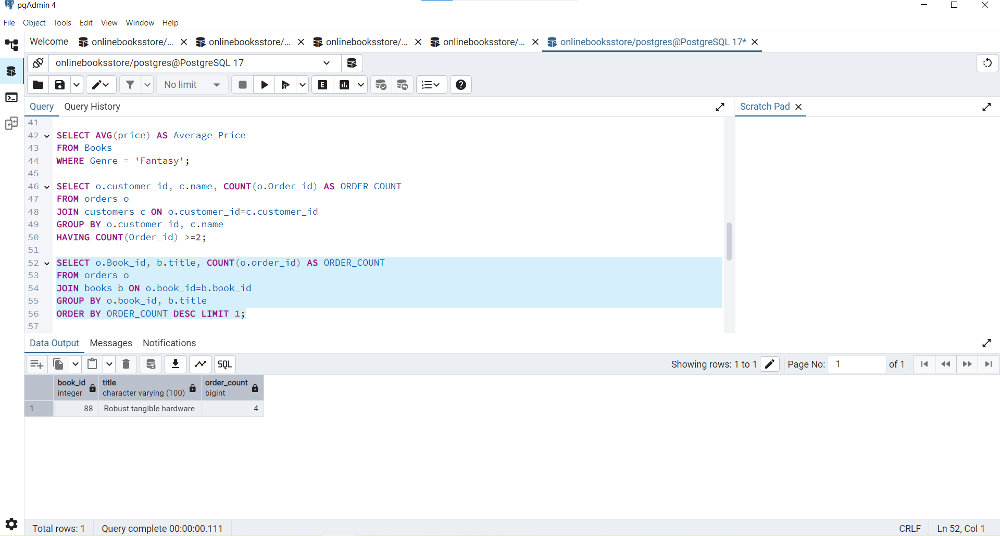 pgAdmin 4
File Object Tools Edit View Window Help
Welcome onlinebooksstore/... onlinebooksstore/... onlinebooksstore/... onlinebooksstore/... onlinebooksstore/postgres@PostgreSQL 17*
onlinebooksstore/postgres@PostgreSQL 17
No limit E
Query Query History Scratch Pad
41
42 SELECT AVG(price) AS Average_Price
43 FROM Books
44 WHERE Genre = 'Fantasy';
45
46 SELECT o.customer_id, c.name, COUNT(o.Order_id) AS ORDER_COUNT
47 FROM orders o
48 JOIN customers c ON o.customer_id=c.customer_id
49 GROUP BY o.customer_id, c.name
50 HAVING COUNT(Order_id) >=2;
51
52 SELECT o.Book_id, b.title, COUNT(o.order_id) AS ORDER_COUNT
53 FROM orders o
54 JOIN books b ON o.book_id=b.book_id
55 GROUP BY o.book_id, b.title
56 ORDER BY ORDER_COUNT DESC LIMIT 1;
57
Data Output Messages Notifications
SQL Showing rows: 1 to 1 Page No: 1 of 1
book_id title order_count
integer character varying (100) bigint
1 88 Robust tangible hardware 4
Total rows: 1 Query complete 00:00:00.111 CRLF Ln 52, Col 1